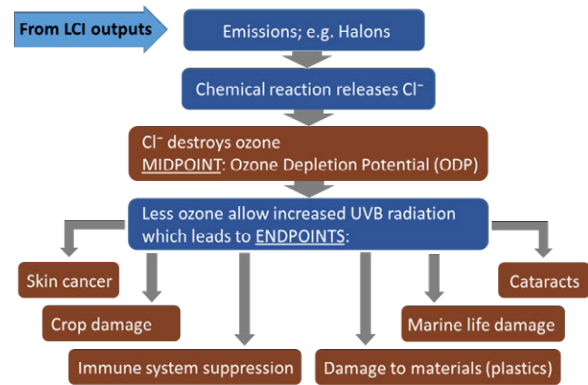 From LCI outputs
Emissions; e.g. Halons
Chemical reaction releases Cl⁻
Cl⁻ destroys ozone
MIDPOINT: Ozone Depletion Potential (ODP)
Less ozone allow increased UVB radiation
which leads to ENDPOINTS:
Skin cancer
Cataracts
Crop damage
Marine life damage
Immune system suppression
Damage to materials (plastics)